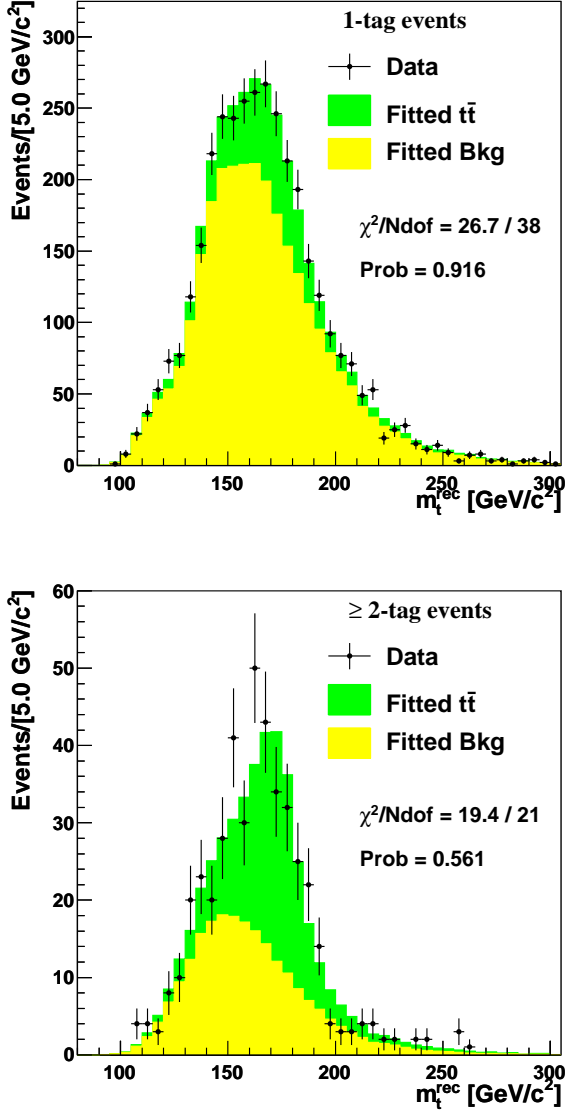 1-tag events
Data
Fitted tt̄
Fitted Bkg
χ²/Ndof = 26.7 / 38
Prob = 0.916
Events/[5.0 GeV/c²]
300
250
200
150
100
50
0
100 150 200 250 300
m_t^rec [GeV/c²]
≥ 2-tag events
Data
Fitted tt̄
Fitted Bkg
χ²/Ndof = 19.4 / 21
Prob = 0.561
Events/[5.0 GeV/c²]
60
50
40
30
20
10
0
100 150 200 250 300
m_t^rec [GeV/c²]